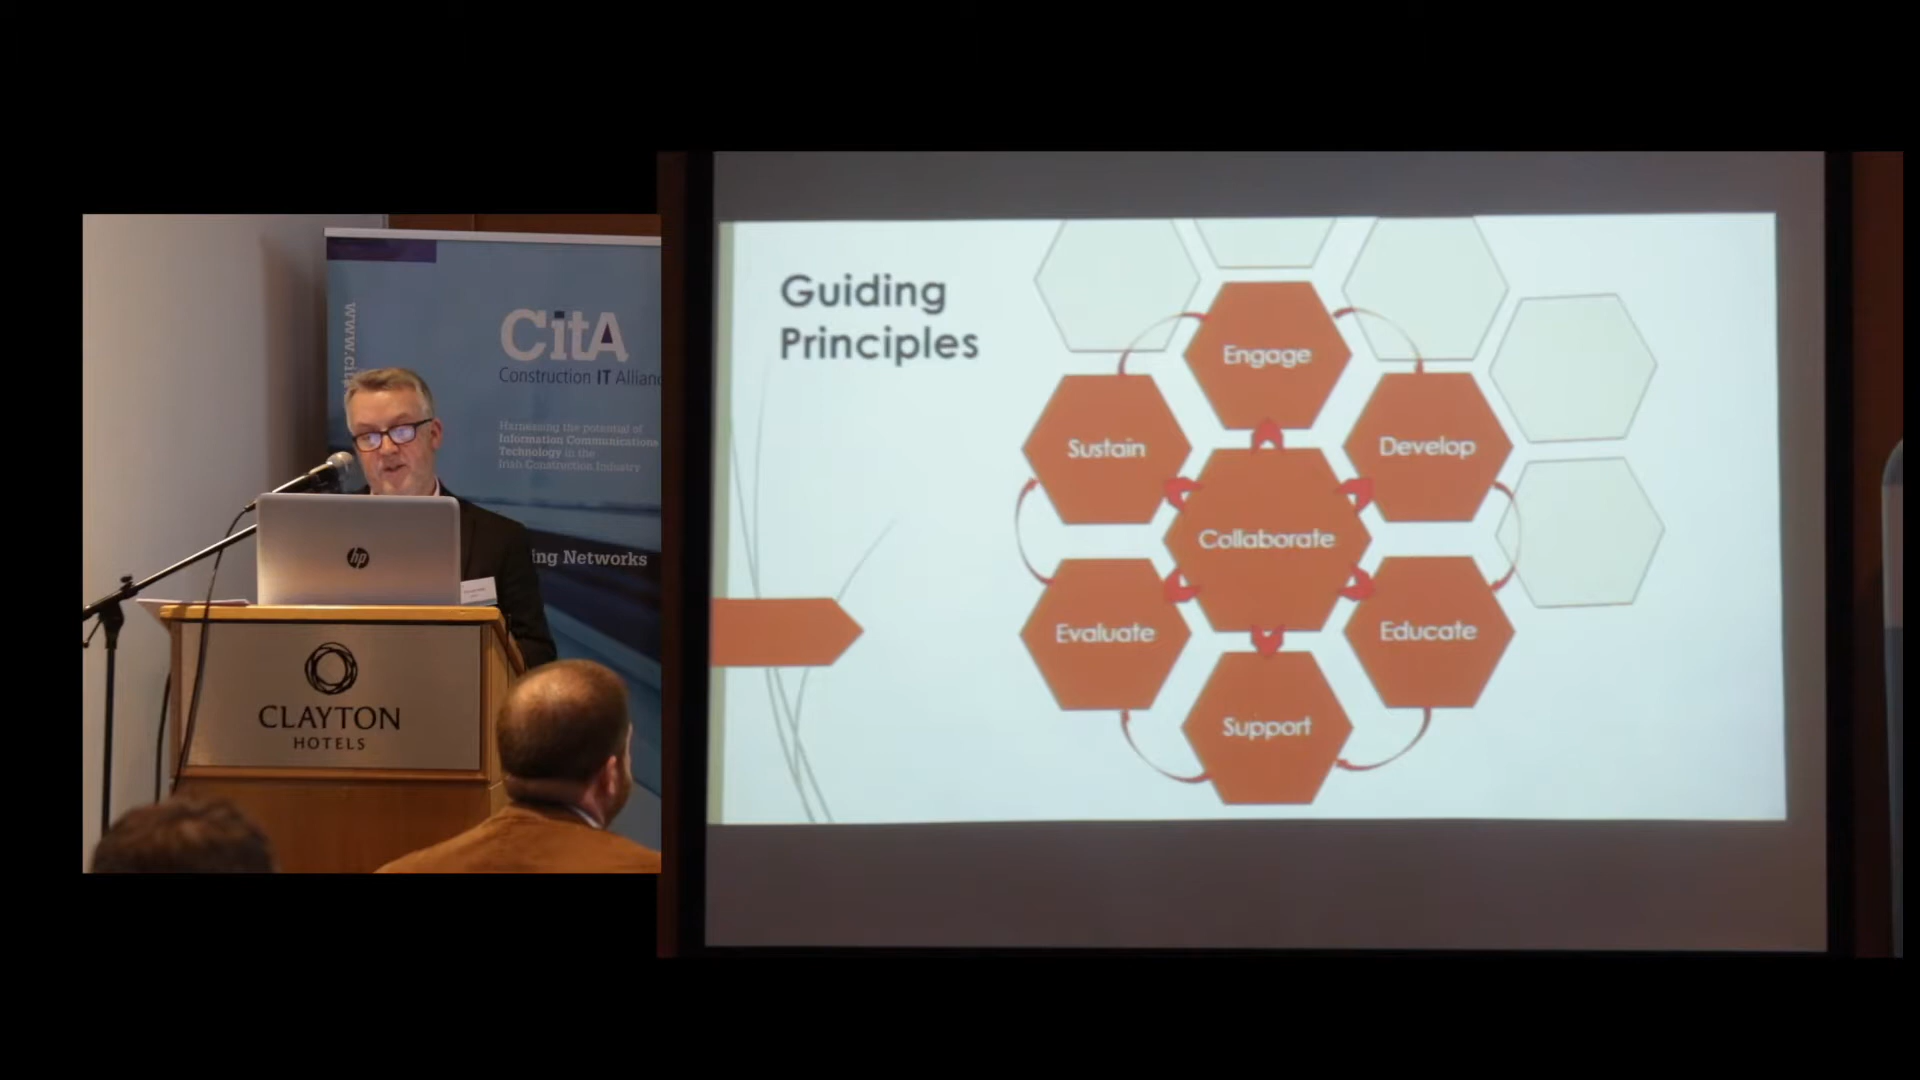 www.cit
CitA
Construction IT Allian
Harnessing the potential of
Information Communications
Technology in the
Irish Construction Industry
ing Networks
hp
CLAYTON
HOTELS
Guiding
Principles
Engage
Sustain
Develop
Collaborate
Evaluate
Educate
Support